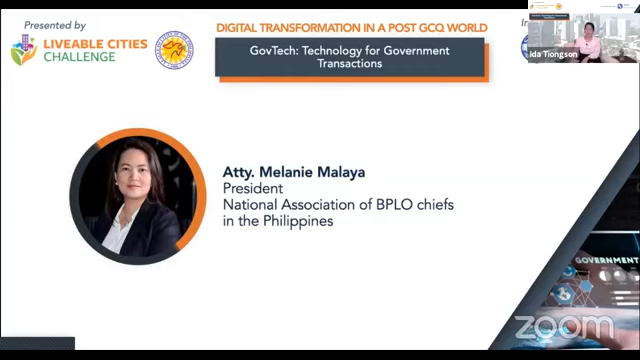 Presented by
LIVEABLE CITIES
CHALLENGE
DIGITAL TRANSFORMATION IN A POST GCQ WORLD
GovTech: Technology for Government
Transactions
In
ida Tiongson
Atty. Melanie Malaya
President
National Association of BPLO chiefs
in the Philippines
GOVERNMENT
zoom